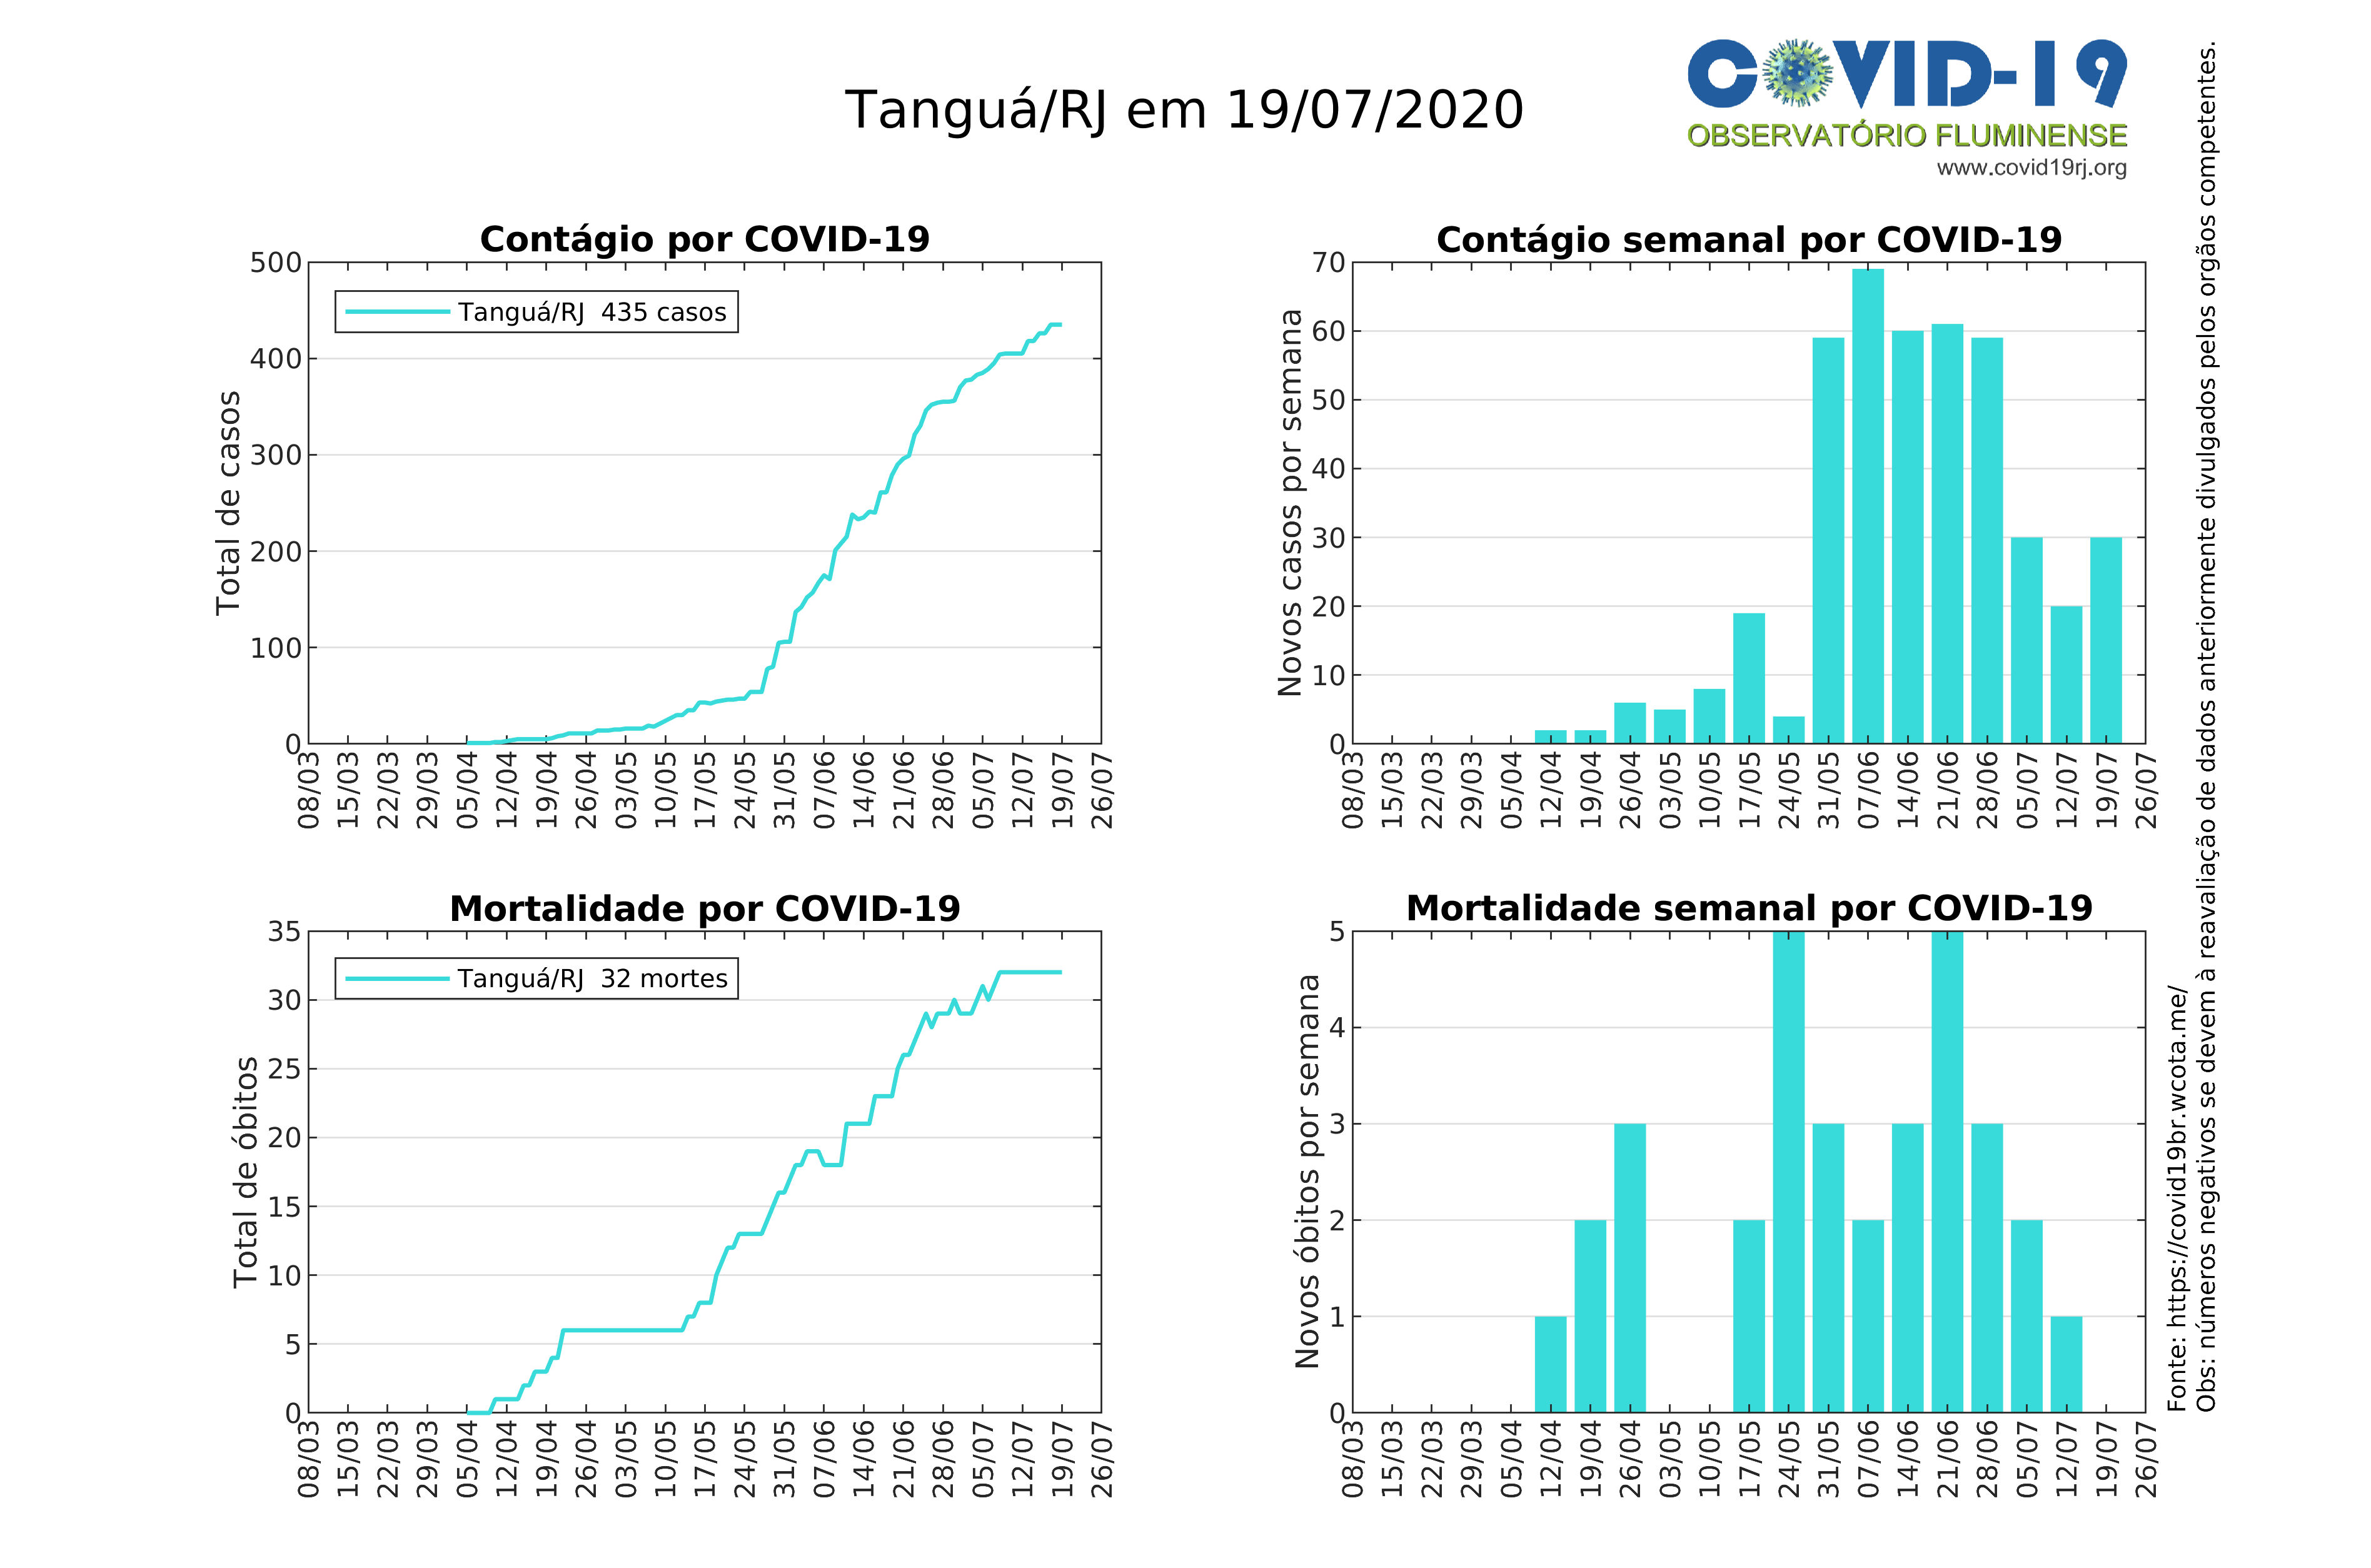 Tanguá/RJ em 19/07/2020
COVID-19
OBSERVATÓRIO FLUMINENSE
www.covid19rj.org
Contágio por COVID-19
Total de casos
500
400
300
200
100
0
Tanguá/RJ 435 casos
08/03 15/03 22/03 29/03 05/04 12/04 19/04 26/04 03/05 10/05 17/05 24/05 31/05 07/06 14/06 21/06 28/06 05/07 12/07 19/07 26/07
Contágio semanal por COVID-19
Novos casos por semana
70
60
50
40
30
20
10
0
08/03 15/03 22/03 29/03 05/04 12/04 19/04 26/04 03/05 10/05 17/05 24/05 31/05 07/06 14/06 21/06 28/06 05/07 12/07 19/07 26/07
Mortalidade por COVID-19
Total de óbitos
35
30
25
20
15
10
5
0
Tanguá/RJ 32 mortes
08/03 15/03 22/03 29/03 05/04 12/04 19/04 26/04 03/05 10/05 17/05 24/05 31/05 07/06 14/06 21/06 28/06 05/07 12/07 19/07 26/07
Mortalidade semanal por COVID-19
Novos óbitos por semana
5
4
3
2
1
0
08/03 15/03 22/03 29/03 05/04 12/04 19/04 26/04 03/05 10/05 17/05 24/05 31/05 07/06 14/06 21/06 28/06 05/07 12/07 19/07 26/07
Fonte: https://covid19br.wcota.me/
Obs: números negativos se devem à reavaliação de dados anteriormente divulgados pelos orgãos competentes.